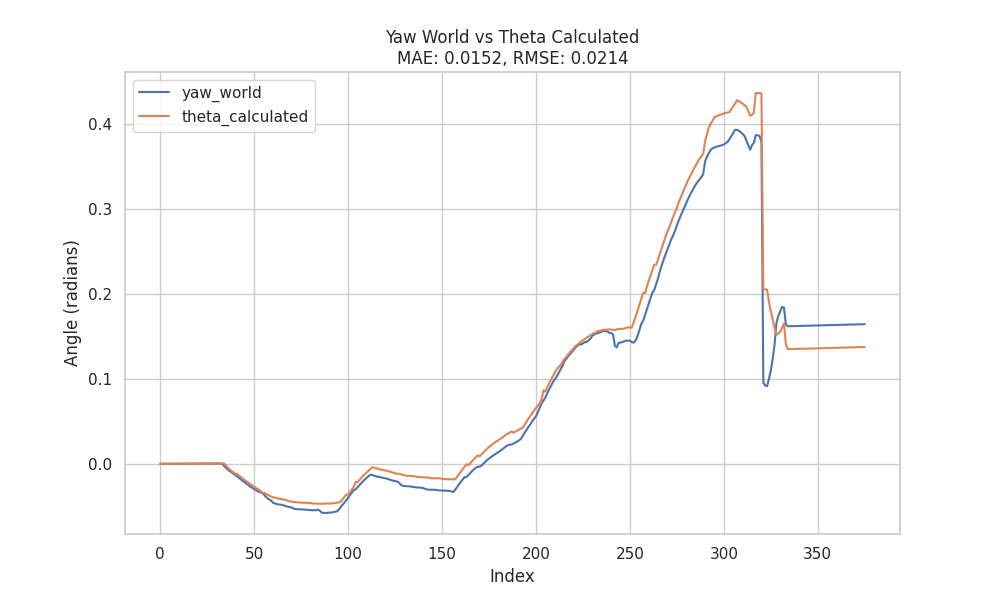 Yaw World vs Theta Calculated
MAE: 0.0152, RMSE: 0.0214
yaw_world
theta_calculated
Angle (radians)
0.4
0.3
0.2
0.1
0.0
0 50 100 150 200 250 300 350
Index